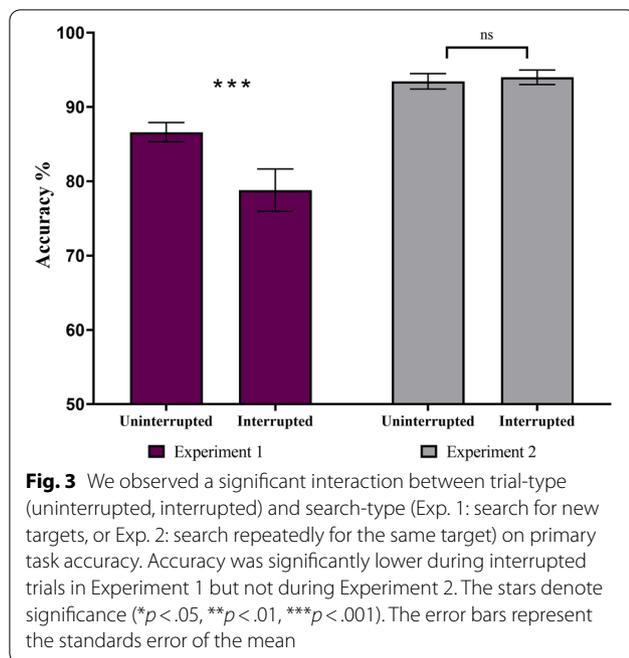 100
90
80
70
60
50
Accuracy %
***
ns
Uninterrupted Interrupted Uninterrupted Interrupted
Experiment 1 Experiment 2
Fig. 3 We observed a significant interaction between trial-type
(uninterrupted, interrupted) and search-type (Exp. 1: search for new
targets, or Exp. 2: search repeatedly for the same target) on primary
task accuracy. Accuracy was significantly lower during interrupted
trials in Experiment 1 but not during Experiment 2. The stars denote
significance (*p < .05, **p < .01, ***p < .001). The error bars represent
the standards error of the mean